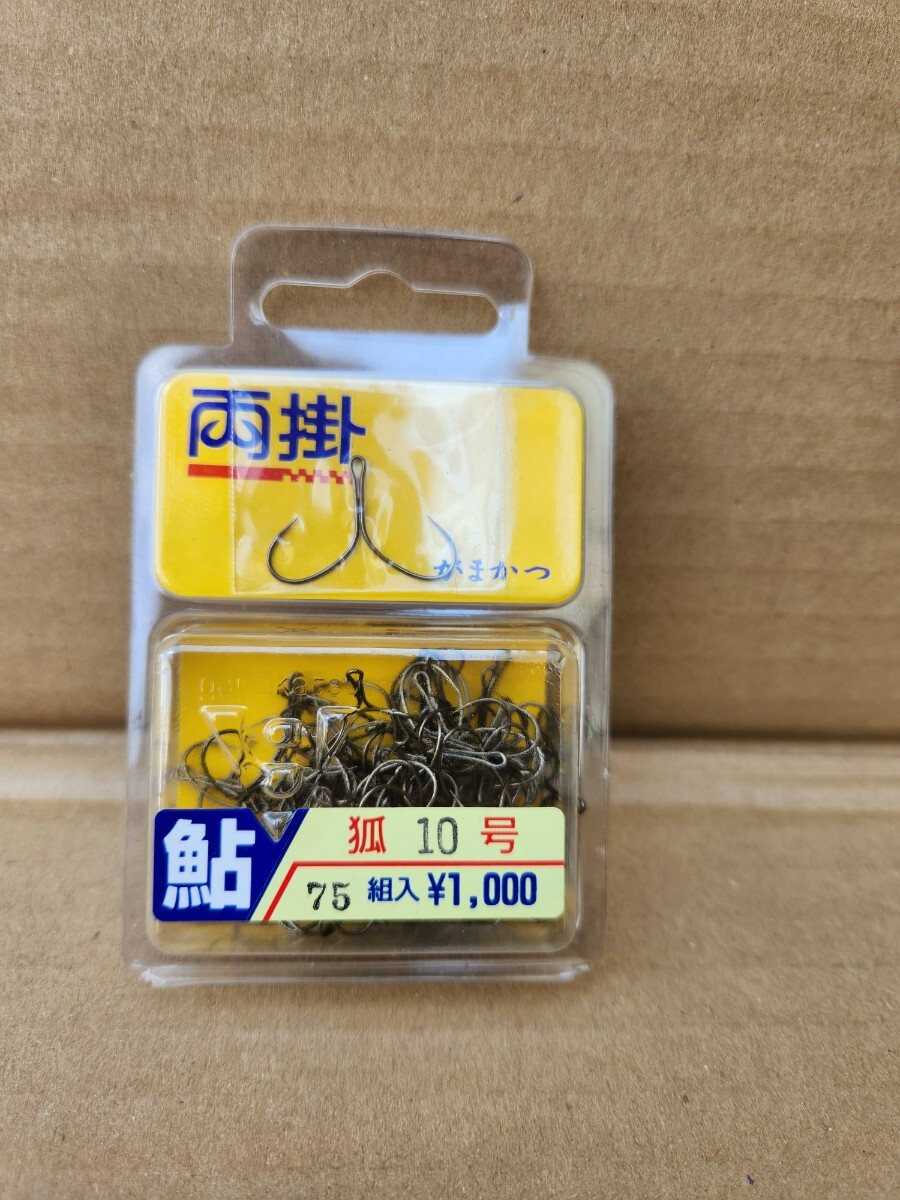 両掛
がまかつ
鮎
狐 10 号
75 組入 ¥1,000